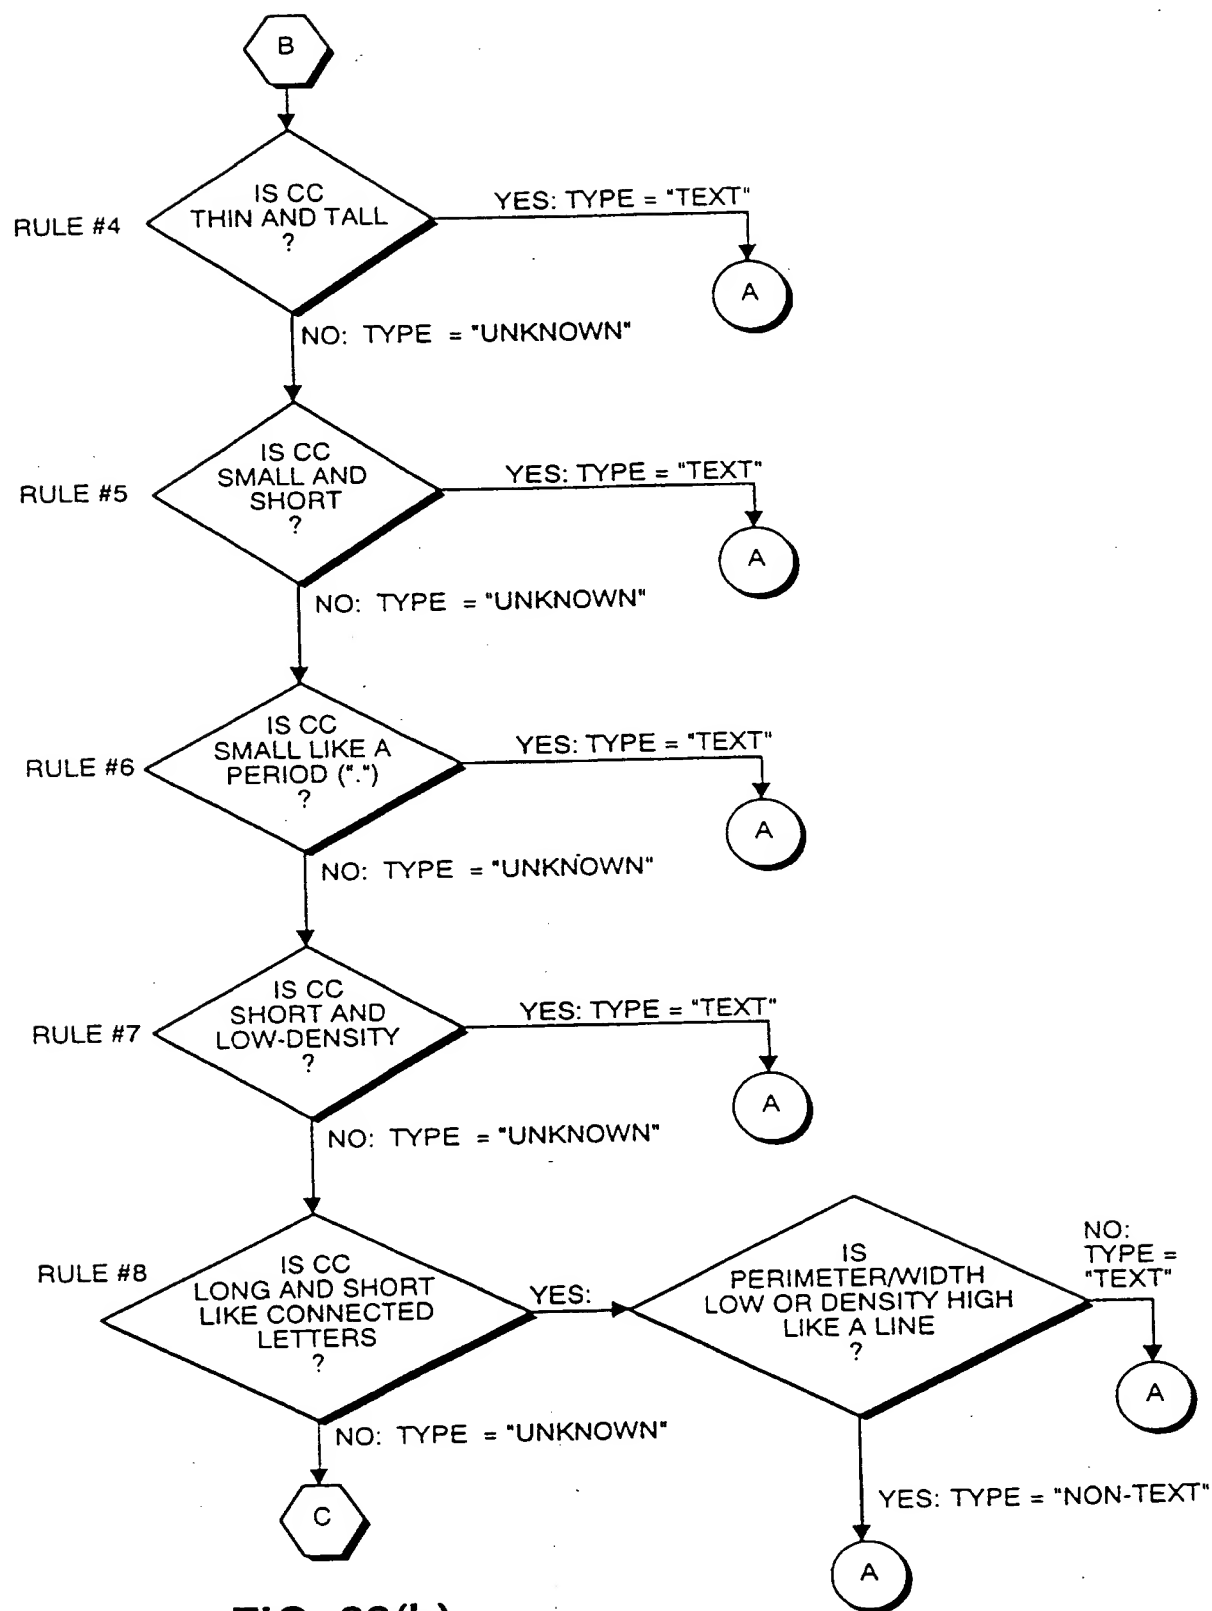 B
IS CC
THIN AND TALL
?
RULE #4
YES: TYPE = "TEXT"
A
NO: TYPE = "UNKNOWN"
IS CC
SMALL AND
SHORT
?
RULE #5
YES: TYPE = "TEXT"
A
NO: TYPE = "UNKNOWN"
IS CC
SMALL LIKE A
PERIOD (".")
?
RULE #6
YES: TYPE = "TEXT"
A
NO: TYPE = "UNKNOWN"
IS CC
SHORT AND
LOW-DENSITY
?
RULE #7
YES: TYPE = "TEXT"
A
NO: TYPE = "UNKNOWN"
RULE #8
IS CC
LONG AND SHORT
LIKE CONNECTED
LETTERS
?
YES:
IS
PERIMETER/WIDTH
LOW OR DENSITY HIGH
LIKE A LINE
?
NO:
TYPE =
"TEXT"
A
NO: TYPE = "UNKNOWN"
C
YES: TYPE = "NON-TEXT"
A